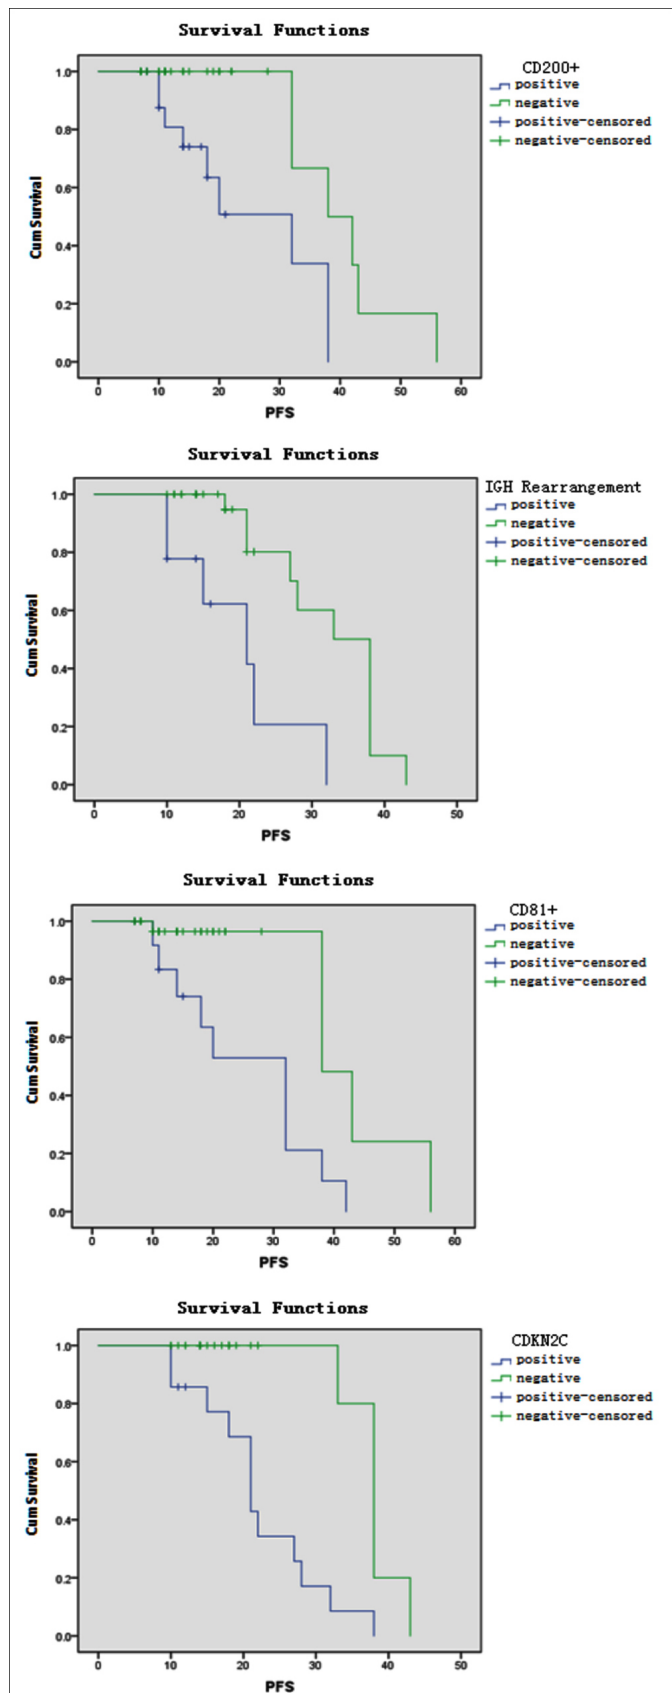 Survival Functions
CD200+
positive
negative
positive-censored
negative-censored
Cum Survival
1.0
0.8
0.6
0.4
0.2
0.0
0 10 20 30 40 50 60
PFS
Survival Functions
IGH Rearrangement
positive
negative
positive-censored
negative-censored
Cum Survival
1.0
0.8
0.6
0.4
0.2
0.0
0 10 20 30 40 50
PFS
Survival Functions
CD81+
positive
negative
positive-censored
negative-censored
Cum Survival
1.0
0.8
0.6
0.4
0.2
0.0
0 10 20 30 40 50 60
PFS
Survival Functions
CDKN2C
positive
negative
positive-censored
negative-censored
Cum Survival
1.0
0.8
0.6
0.4
0.2
0.0
0 10 20 30 40 50
PFS